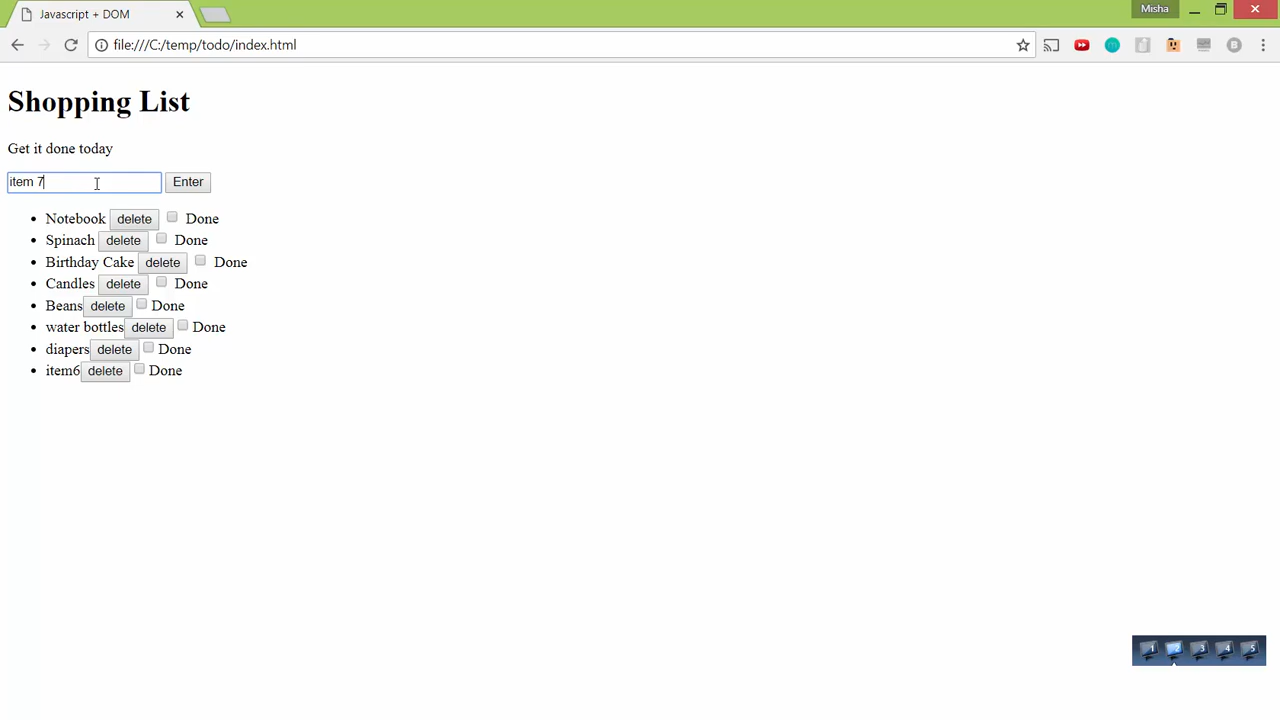 Javascript + DOM
Misha
file:///C:/temp/todo/index.html
Shopping List
Get it done today
item 7 Enter
Notebook delete Done
Spinach delete Done
Birthday Cake delete Done
Candles delete Done
Beans delete Done
water bottles delete Done
diapers delete Done
item6 delete Done
1 2 3 4 5